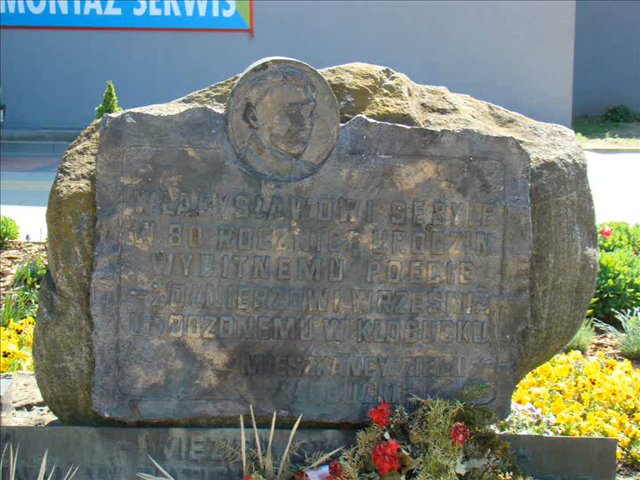 MONTAŻ SERWIS
WŁADYSŁAWOWI SEBYLE
W 80 ROCZNICĘ URODZIN
WYBITNEMU POECIE
ŻOŁNIERZOWI WRZEŚNIA
URODZONEMU W KŁOBUCKU
MIESZKAŃCY ZIEMI